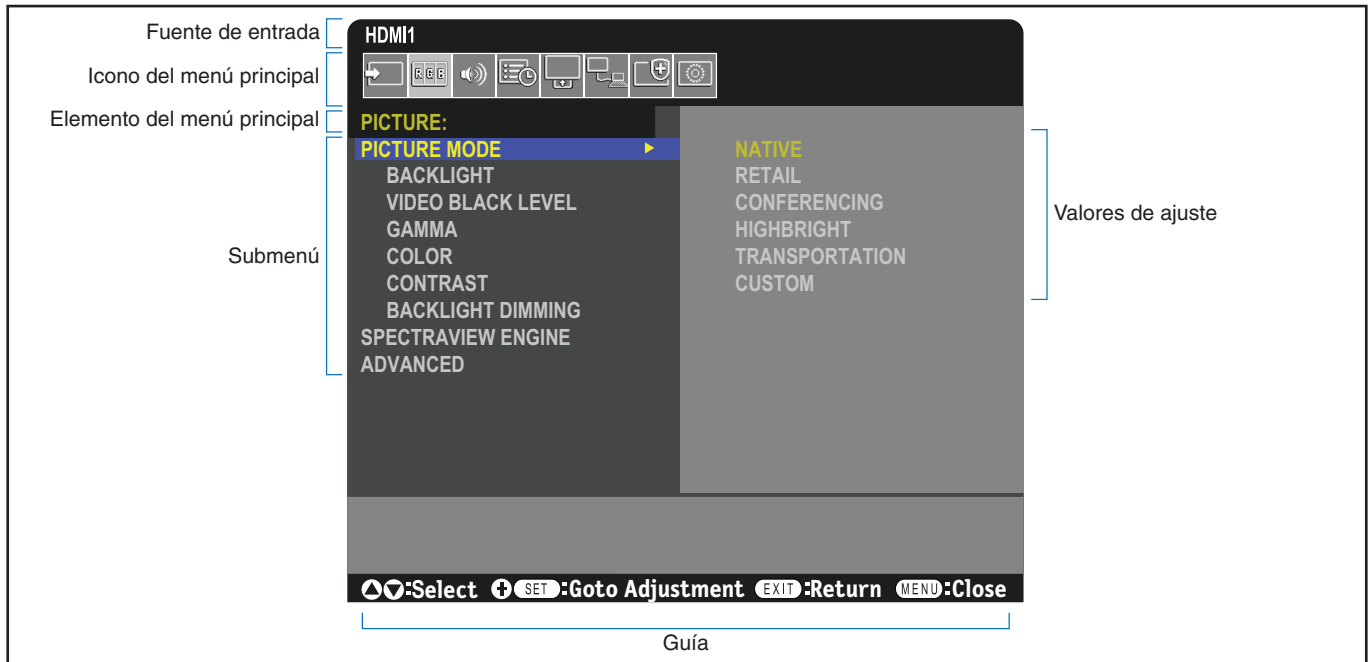 Fuente de entrada
HDMI1
Icono del menú principal
RGB
Elemento del menú principal
PICTURE:
PICTURE MODE
NATIVE
BACKLIGHT
RETAIL
VIDEO BLACK LEVEL
CONFERENCING
Valores de ajuste
GAMMA
HIGHBRIGHT
Submenú
COLOR
TRANSPORTATION
CONTRAST
CUSTOM
BACKLIGHT DIMMING
SPECTRAVIEW ENGINE
ADVANCED
:Select SET:Goto Adjustment EXIT:Return MENU:Close
Guía